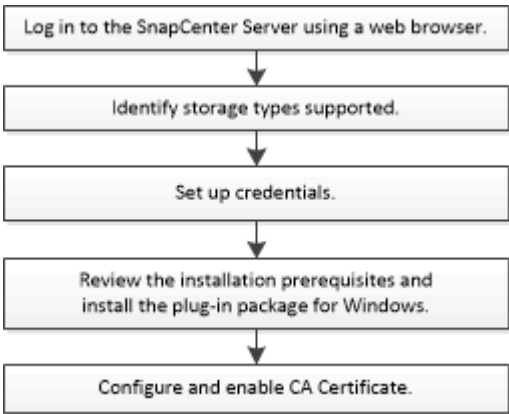 Log in to the SnapCenter Server using a web browser.
Identify storage types supported.
Set up credentials.
Review the installation prerequisites and
install the plug-in package for Windows.
Configure and enable CA Certificate.